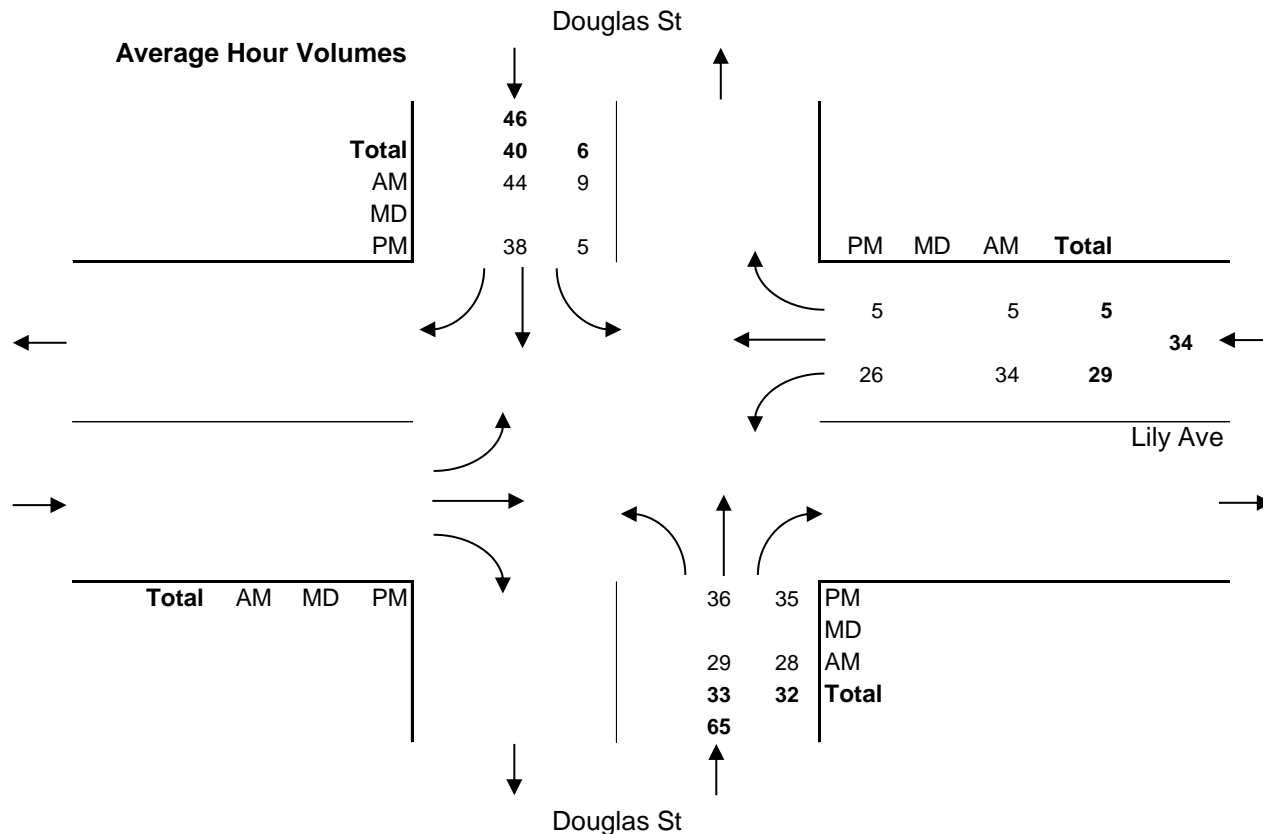 Douglas St
Average Hour Volumes
46
Total 40 6
AM 44 9
MD
PM 38 5
PM MD AM Total
5 5 5
34
26 34 29
Lily Ave
Total AM MD PM
36 35 PM
MD
29 28 AM
33 32 Total
65
Douglas St